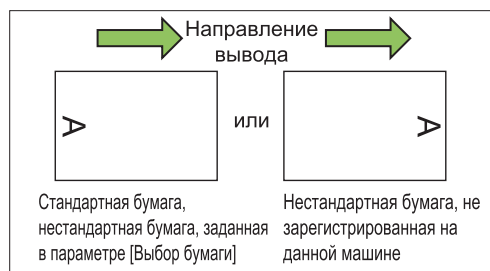 Направление
вывода
A
или
A
Стандартная бумага,
нестандартная бумага, заданная
в параметре [Выбор бумаги]
Нестандартная бумага, не
зарегистрированная на
данной машине